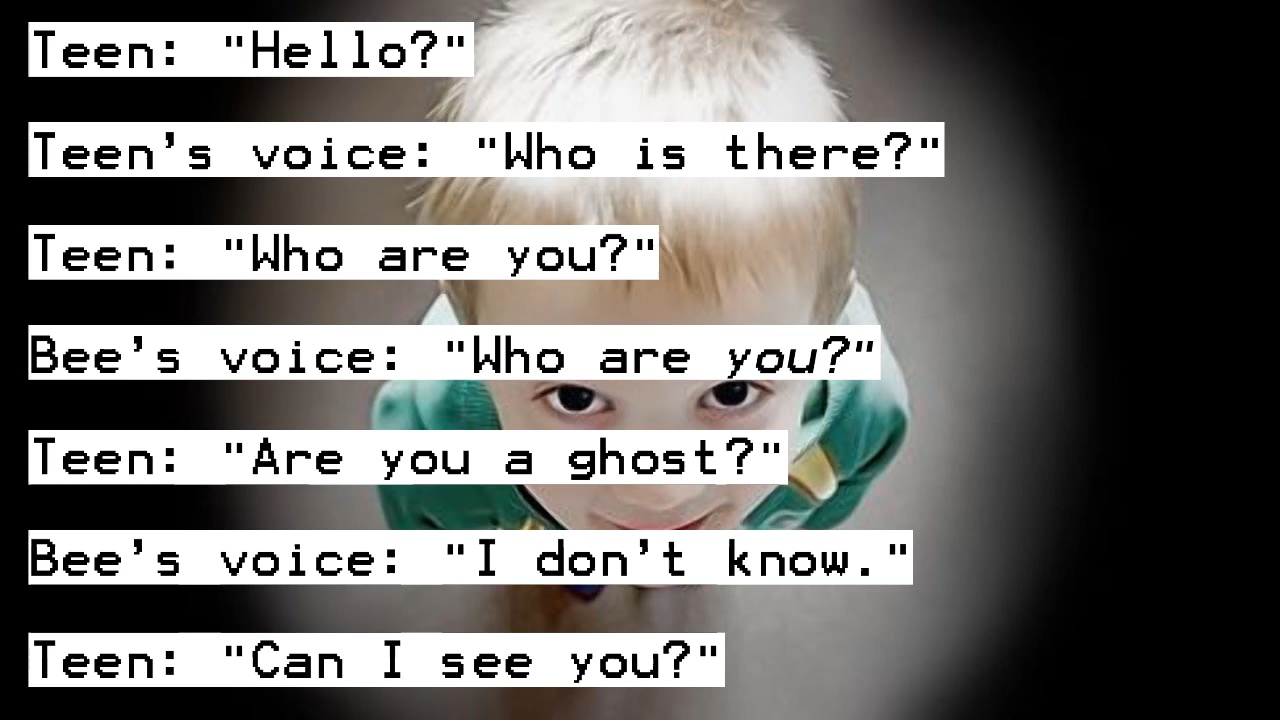 Teen: "Hello?"
Teen's voice: "Who is there?"
Teen: "Who are you?"
Bee's voice: "Who are you?"
Teen: "Are you a ghost?"
Bee's voice: "I don't know."
Teen: "Can I see you?"